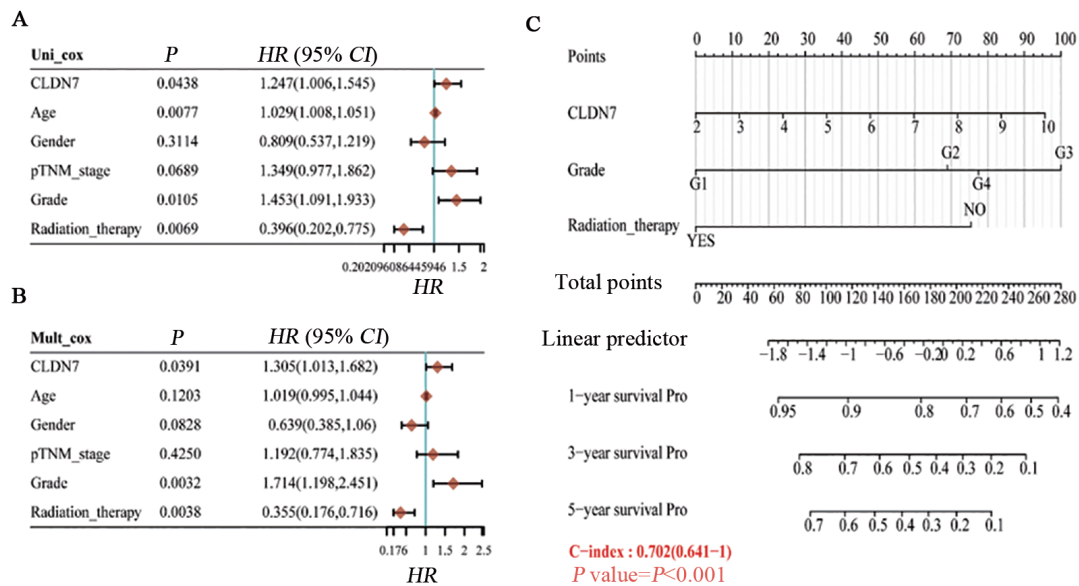 A
Uni_cox P HR (95% CI)
CLDN7 0.0438 1.247(1.006,1.545)
Age 0.0077 1.029(1.008,1.051)
Gender 0.3114 0.809(0.537,1.219)
pTNM_stage 0.0689 1.349(0.977,1.862)
Grade 0.0105 1.453(1.091,1.933)
Radiation_therapy 0.0069 0.396(0.202,0.775)
0.202096086445946 1.5 2
HR
B
Mult_cox P HR (95% CI)
CLDN7 0.0391 1.305(1.013,1.682)
Age 0.1203 1.019(0.995,1.044)
Gender 0.0828 0.639(0.385,1.06)
pTNM_stage 0.4250 1.192(0.774,1.835)
Grade 0.0032 1.714(1.198,2.451)
Radiation_therapy 0.0038 0.355(0.176,0.716)
0.176 1 1.5 2 2.5
HR
C
0 10 20 30 40 50 60 70 80 90 100
Points
CLDN7
2 3 4 5 6 7 8 9 10
G2 G3
Grade
G1 G4
NO
Radiation_therapy
YES
Total points
0 20 40 60 80 100 120 140 160 180 200 220 240 260 280
Linear predictor
−1.8 −1.4 −1 −0.6 −0.20 0.2 0.6 1 1.2
1−year survival Pro
0.95 0.9 0.8 0.7 0.6 0.5 0.4
3−year survival Pro
0.8 0.7 0.6 0.5 0.4 0.3 0.2 0.1
5−year survival Pro
0.7 0.6 0.5 0.4 0.3 0.2 0.1
C−index : 0.702(0.641−1)
P value=P<0.001